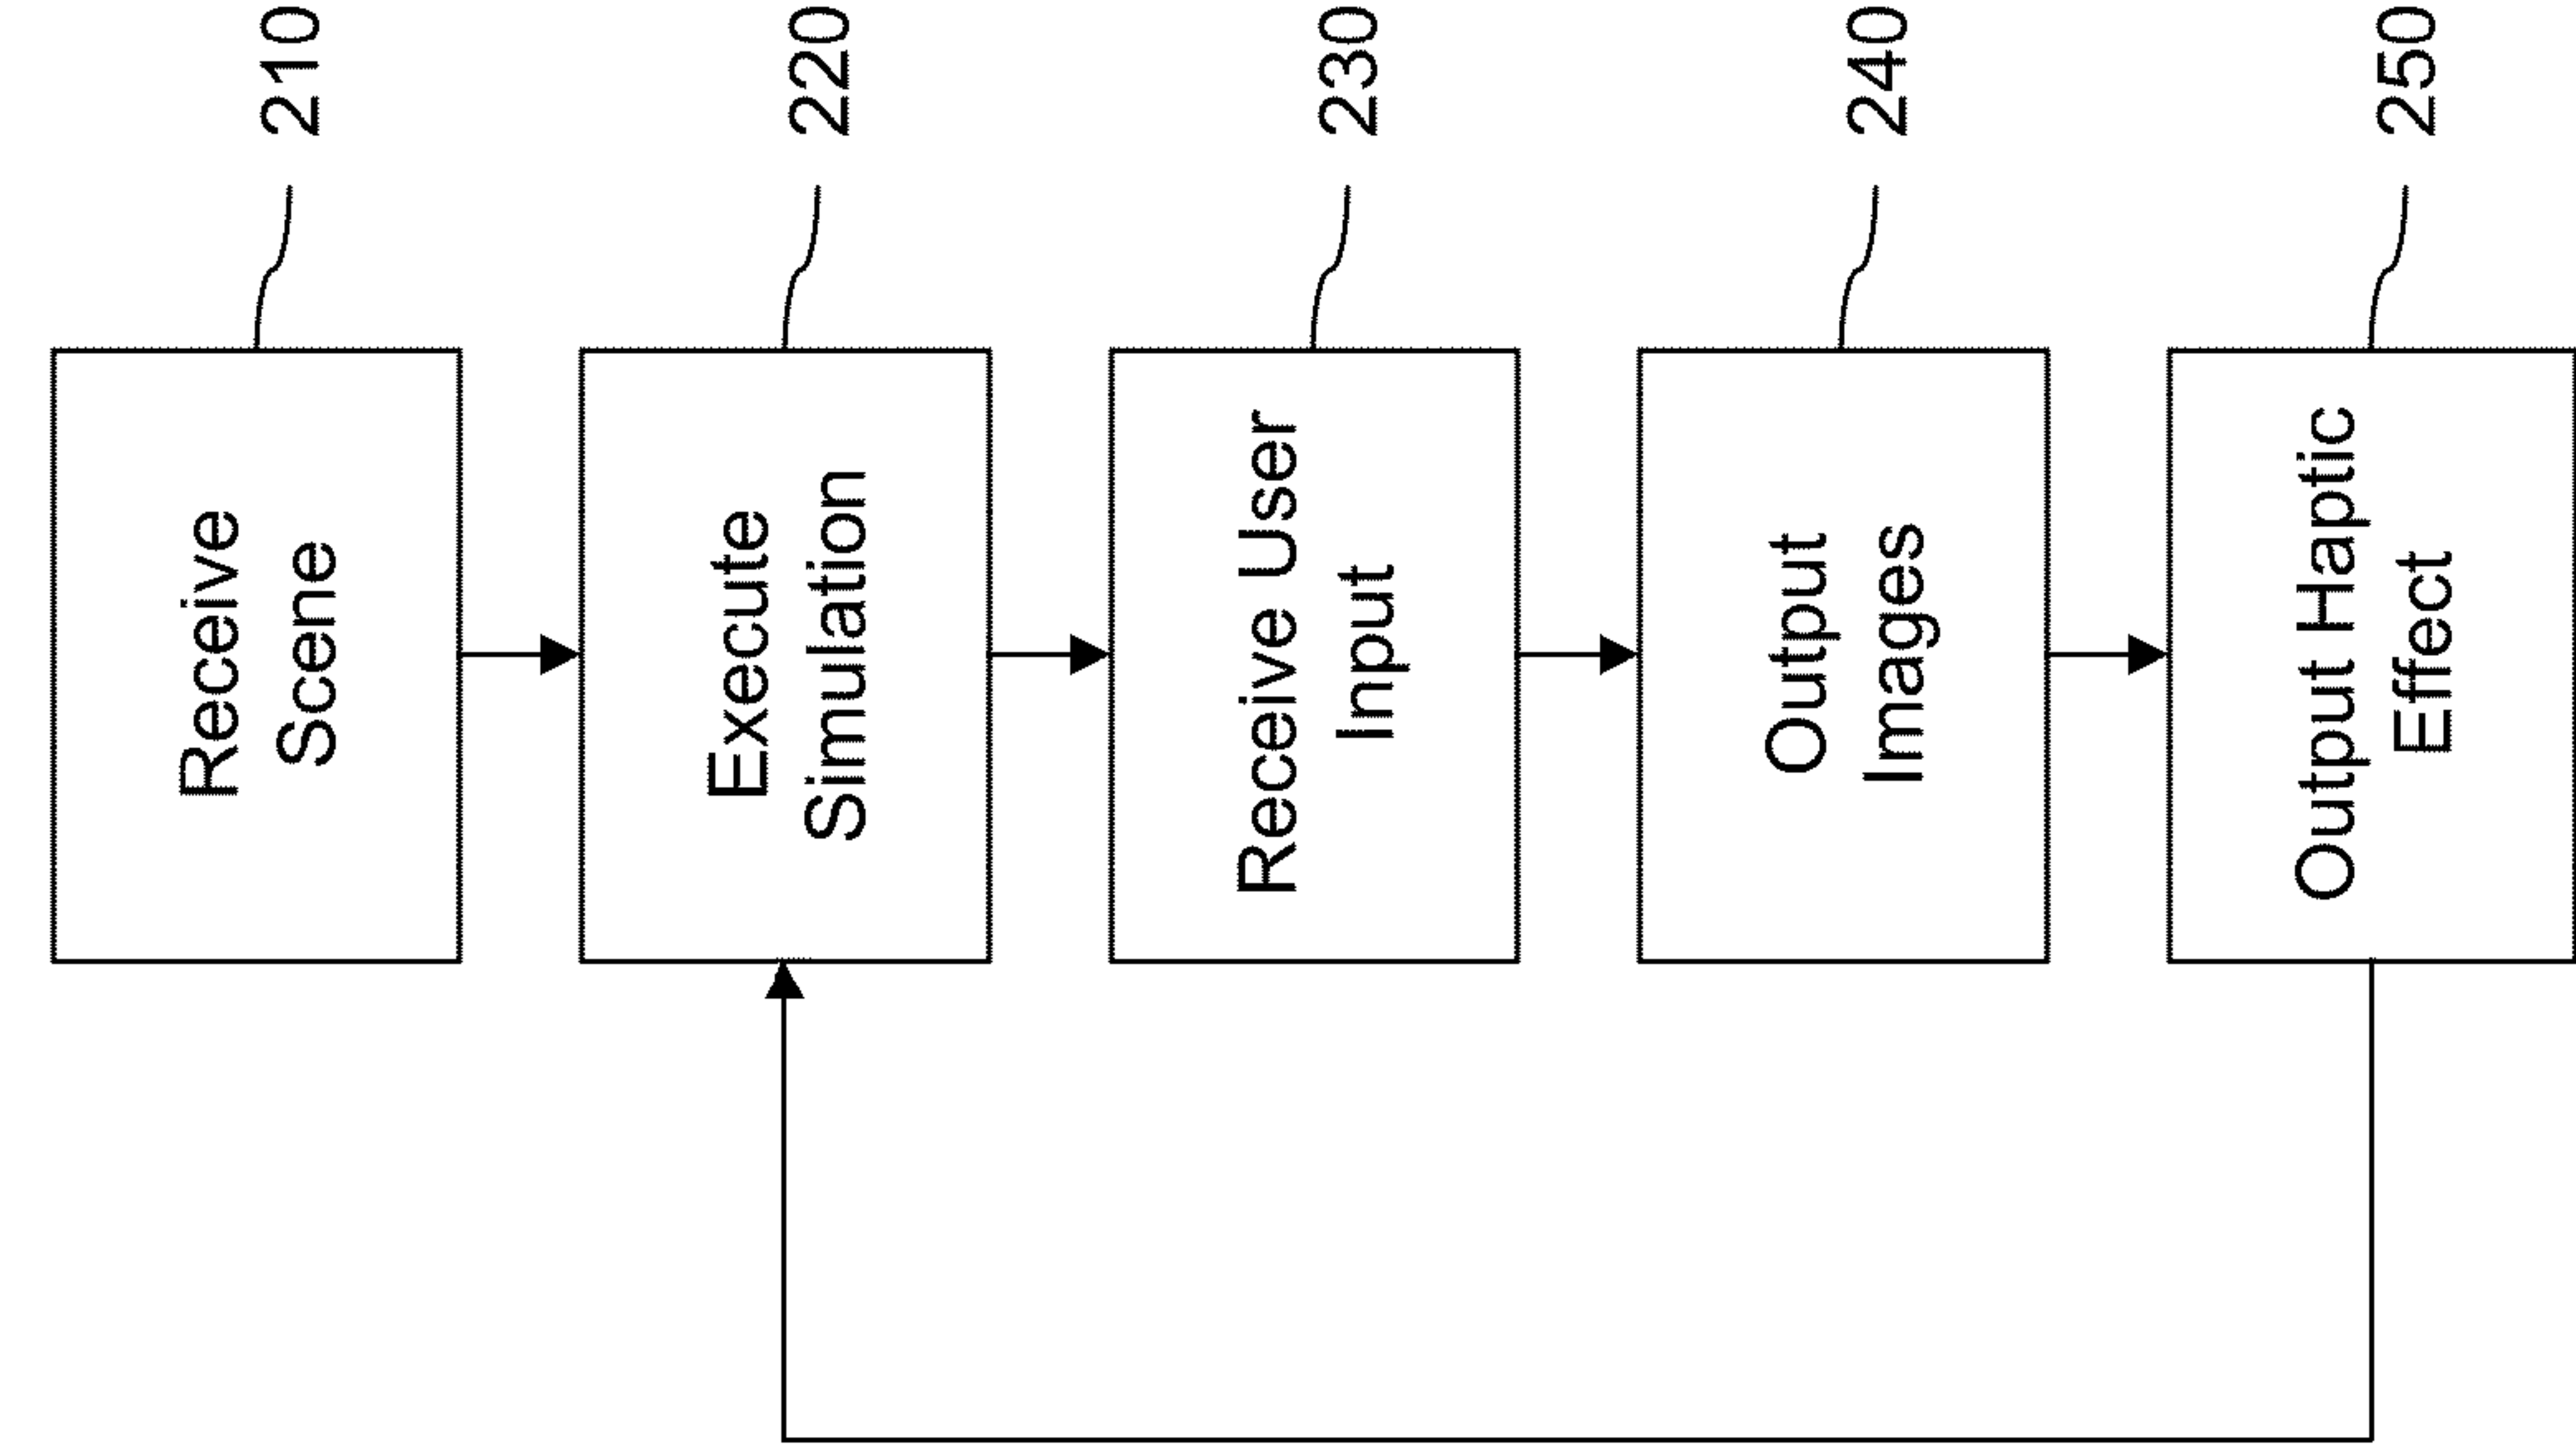 Receive
Scene
210
Execute
Simulation
220
Receive User
Input
230
Output
Images
240
Output Haptic
Effect
250